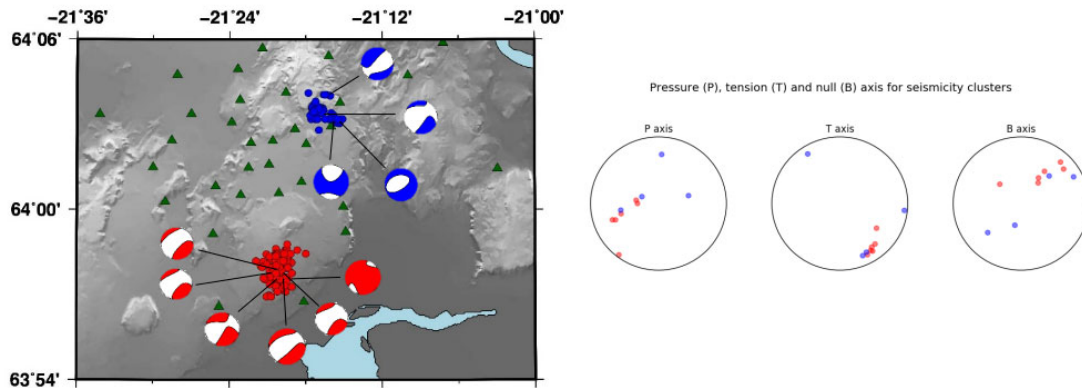 -21˚36' -21˚24' -21˚12' -21˚00'
64˚06'
64˚00'
63˚54'
Pressure (P), tension (T) and null (B) axis for seismicity clusters
P axis T axis B axis